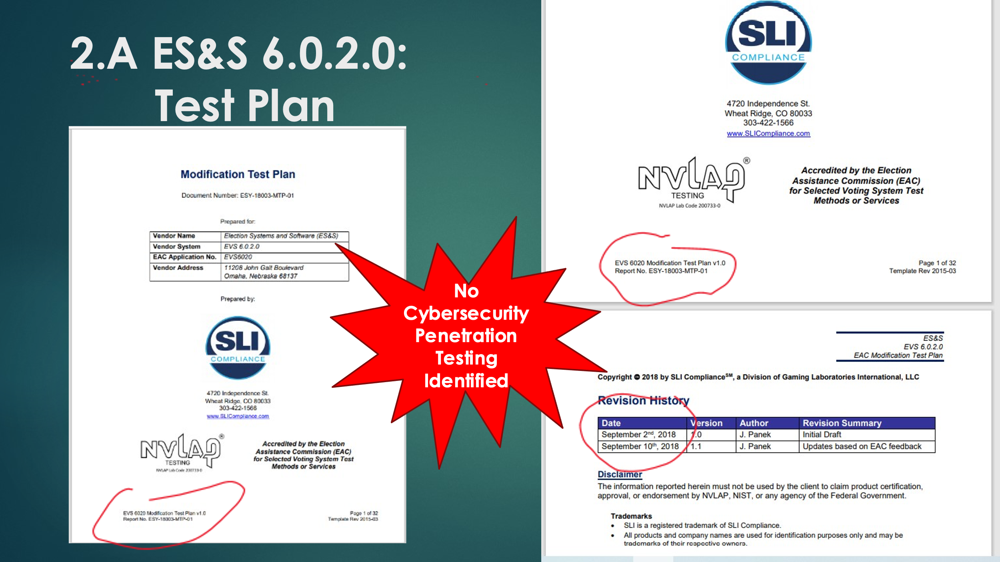 2.A ES&S 6.0.2.0:
Test Plan
Modification Test Plan
Document Number: ESY-18003-MTP-01
Prepared for:
Vendor Name Election Systems and Software (ES&S)
Vendor System EVS 6.0.2.0
EAC Application No. EVS6020
Vendor Address 11208 John Galt Boulevard
Omaha, Nebraska 68137
Prepared by:
SLI
COMPLIANCE
4720 Independence St.
Wheat Ridge, CO 80033
303-422-1566
www.SLICompliance.com
NVLAP®
TESTING
NVLAP Lab Code 200733-0
Accredited by the Election
Assistance Commission (EAC)
for Selected Voting System Test
Methods or Services
EVS 6020 Modification Test Plan v1.0
Report No. ESY-18003-MTP-01
Page 1 of 32
Template Rev 2015-03
No
Cybersecurity
Penetration
Testing
Identified
SLI
COMPLIANCE
4720 Independence St.
Wheat Ridge, CO 80033
303-422-1566
www.SLICompliance.com
NVLAP®
TESTING
NVLAP Lab Code 200733-0
Accredited by the Election
Assistance Commission (EAC)
for Selected Voting System Test
Methods or Services
EVS 6020 Modification Test Plan v1.0
Report No. ESY-18003-MTP-01
Page 1 of 32
Template Rev 2015-03
ES&S
EVS 6.0.2.0
EAC Modification Test Plan
Copyright © 2018 by SLI Compliance℠, a Division of Gaming Laboratories International, LLC
Revision History
Date Version Author Revision Summary
September 2nd, 2018 1.0 J. Panek Initial Draft
September 10th, 2018 1.1 J. Panek Updates based on EAC feedback
Disclaimer
The information reported herein must not be used by the client to claim product certification,
approval, or endorsement by NVLAP, NIST, or any agency of the Federal Government.
Trademarks
• SLI is a registered trademark of SLI Compliance.
• All products and company names are used for identification purposes only and may be
trademarks of their respective owners.